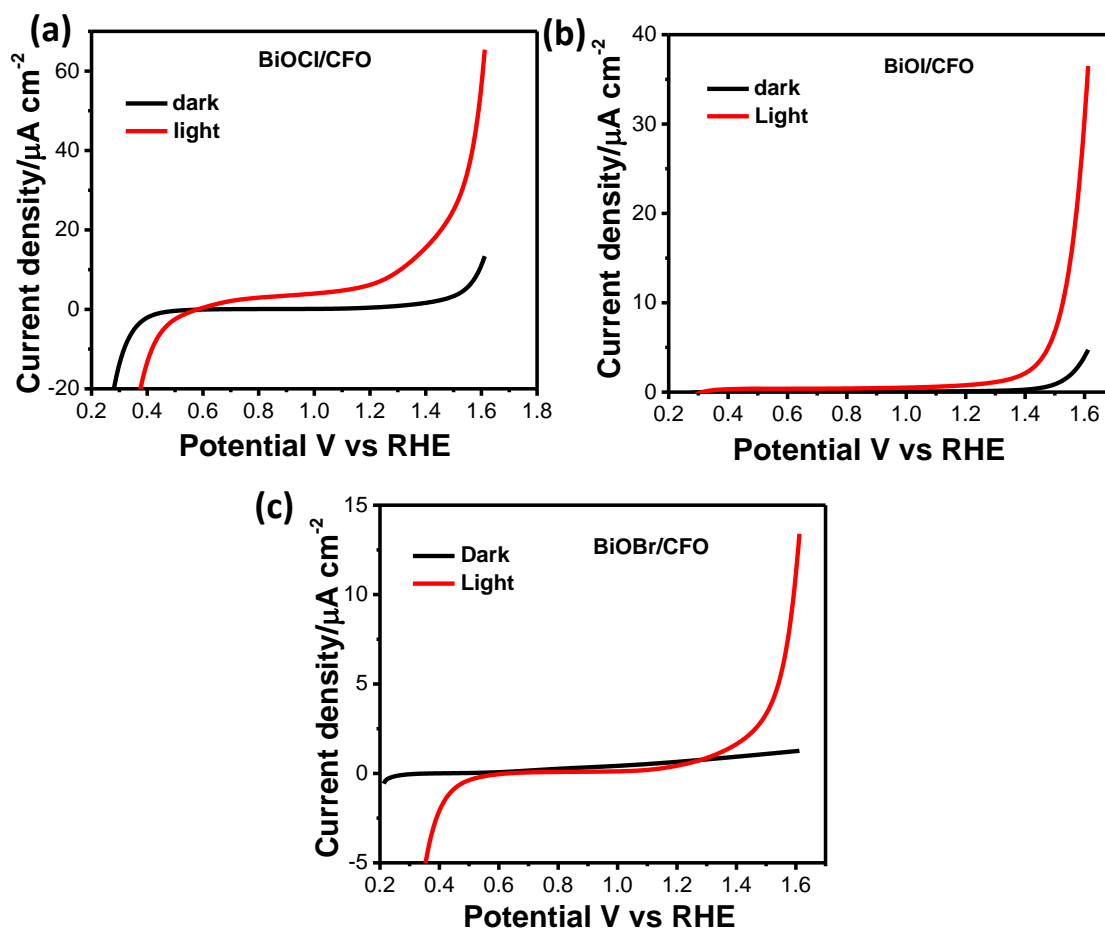 (a)
BiOCl/CFO
dark
light
Current density/μA cm-2
60
40
20
0
-20
0.2 0.4 0.6 0.8 1.0 1.2 1.4 1.6 1.8
Potential V vs RHE
(b)
BiOI/CFO
dark
Light
Current density/μA cm-2
40
30
20
10
0
0.2 0.4 0.6 0.8 1.0 1.2 1.4 1.6
Potential V vs RHE
(c)
BiOBr/CFO
Dark
Light
Current density/μA cm-2
15
10
5
0
-5
0.2 0.4 0.6 0.8 1.0 1.2 1.4 1.6
Potential V vs RHE